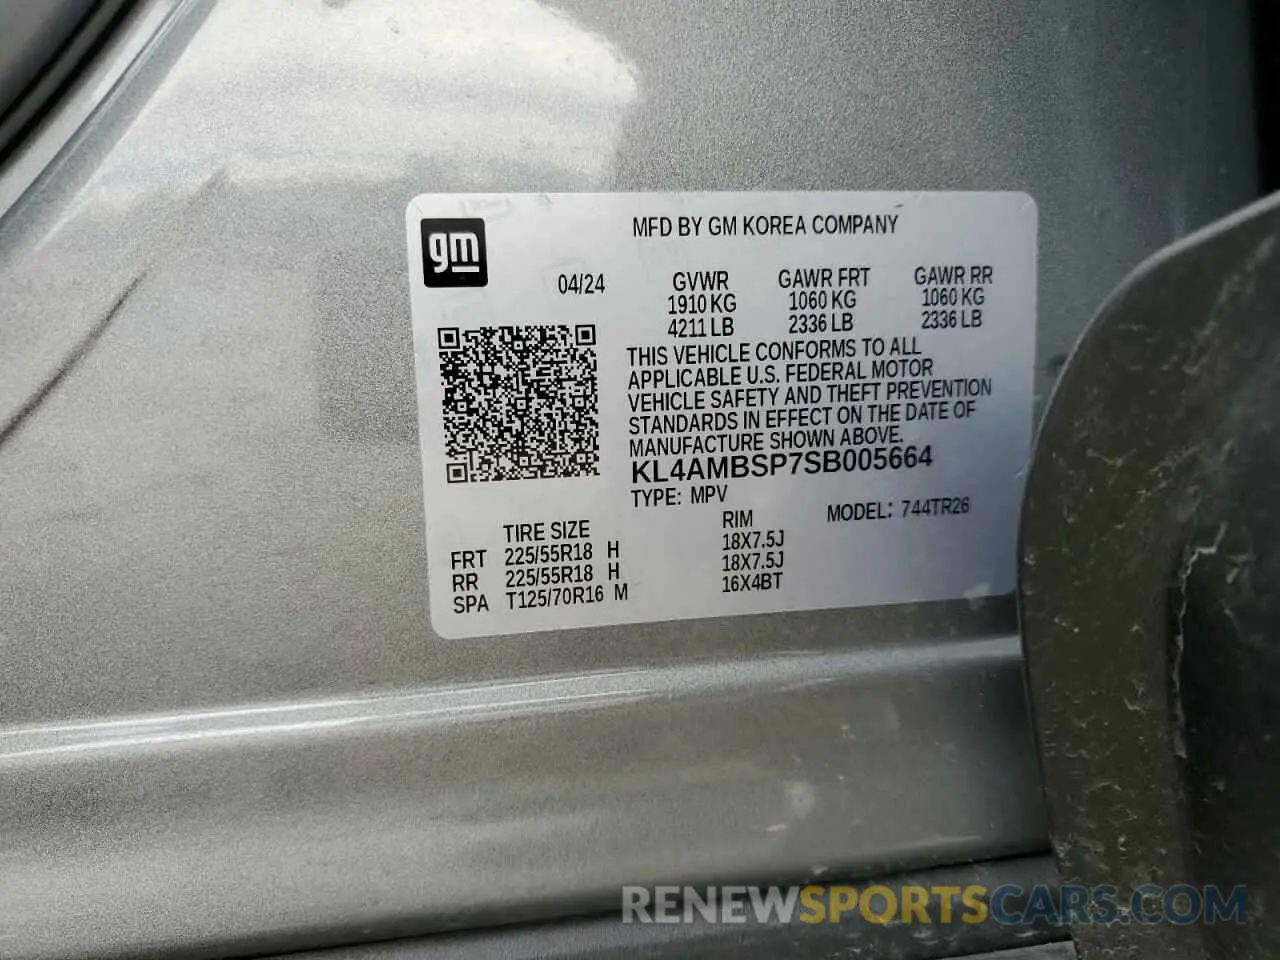 gm
MFD BY GM KOREA COMPANY
04/24
GVWR GAWR FRT GAWR RR
1910 KG 1060 KG 1060 KG
4211 LB 2336 LB 2336 LB
THIS VEHICLE CONFORMS TO ALL
APPLICABLE U.S. FEDERAL MOTOR
VEHICLE SAFETY AND THEFT PREVENTION
STANDARDS IN EFFECT ON THE DATE OF
MANUFACTURE SHOWN ABOVE.
KL4AMBSP7SB005664
TYPE: MPV
MODEL: 744TR26
TIRE SIZE RIM
FRT 225/55R18 H 18X7.5J
RR 225/55R18 H 18X7.5J
SPA T125/70R16 M 16X4BT
RENEWSPORTSCARS.COM